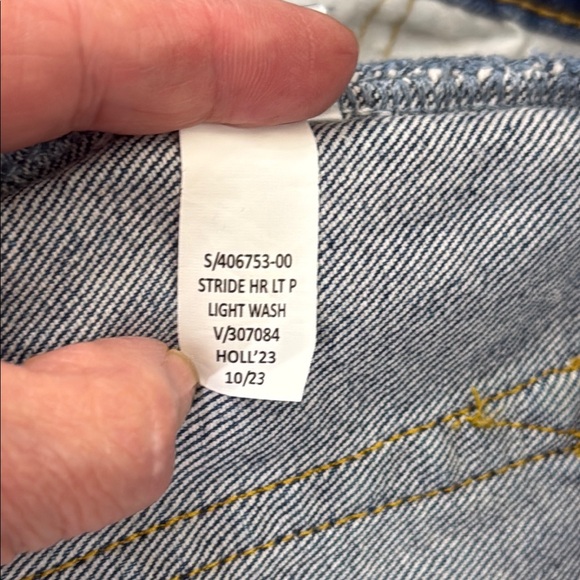 S/406753-00
STRIDE HR LT P
LIGHT WASH
V/307084
HOLL'23
10/23